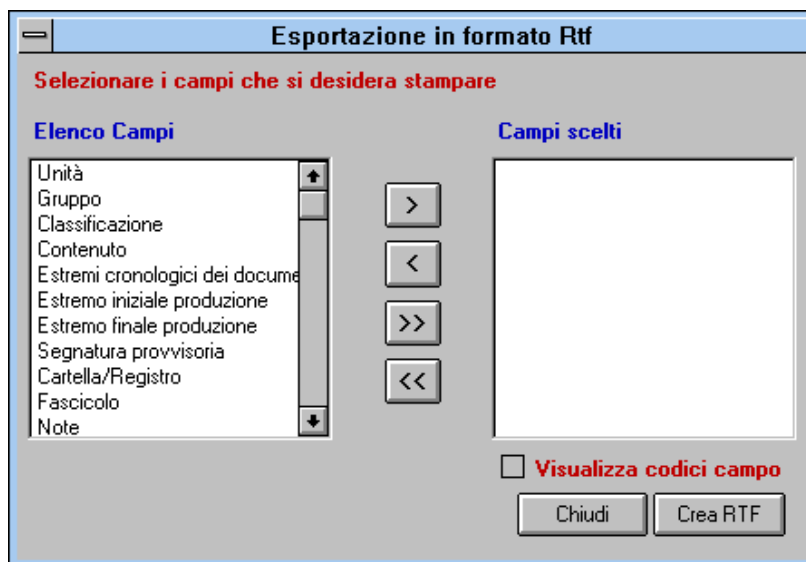 Esportazione in formato Rtf
Selezionare i campi che si desidera stampare
Elenco Campi
Campi scelti
Unità
Gruppo
Classificazione
Contenuto
Estremi cronologici dei docume
Estremo iniziale produzione
Estremo finale produzione
Segnatura provvisoria
Cartella/Registro
Fascicolo
Note
>
<
>>
<<
Visualizza codici campo
Chiudi
Crea RTF